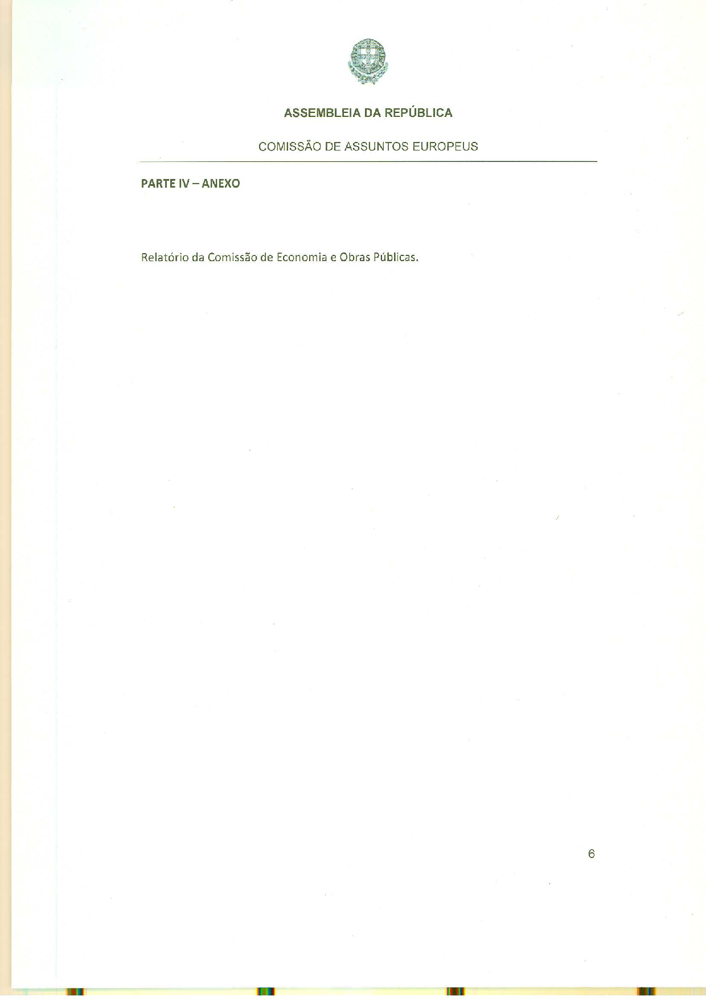 ASSEMBLEIA DA REPÚBLICA
COMISSÃO DE ASSUNTOS EUROPEUS
PARTE IV – ANEXO
Relatório da Comissão de Economia e Obras Públicas.
6